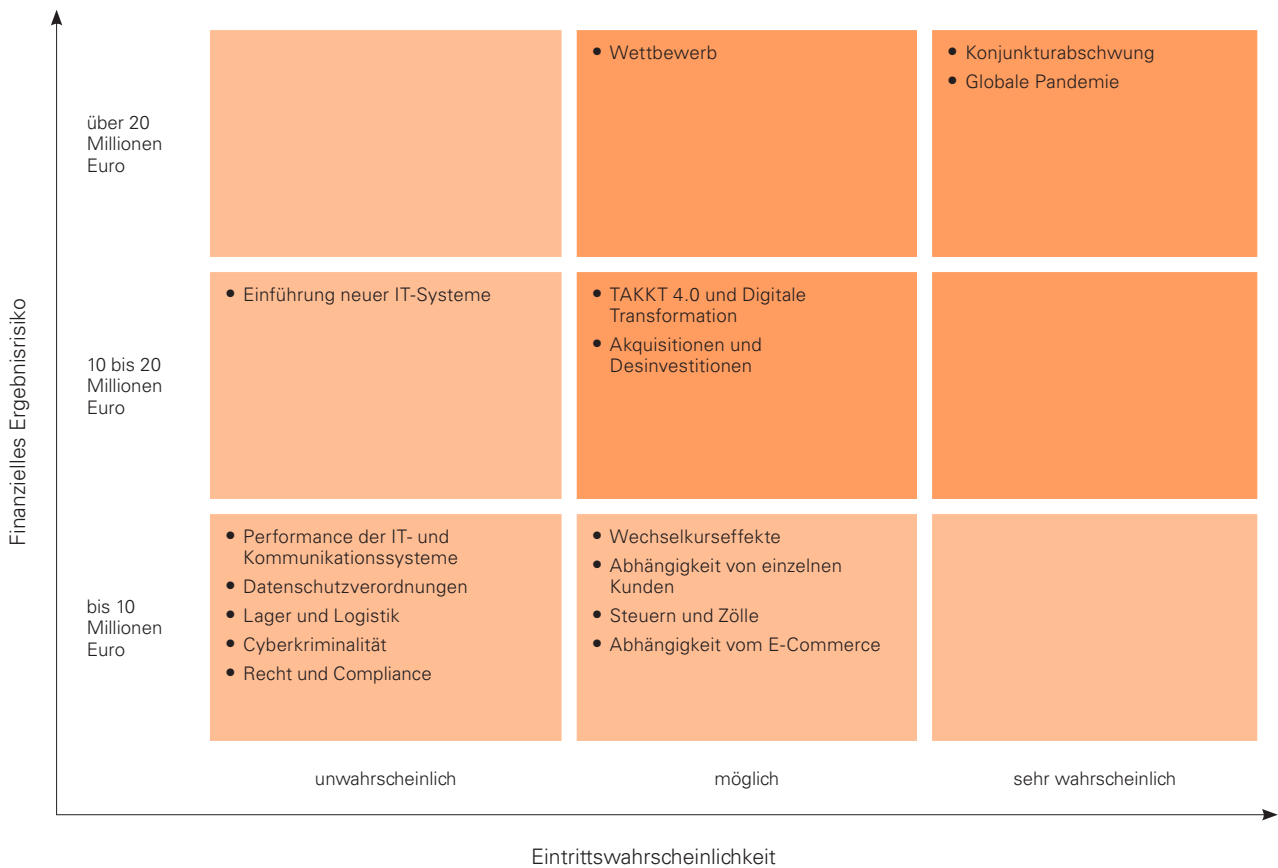 Finanzielles Ergebnisrisiko
über 20
Millionen
Euro
• Wettbewerb
• Konjunkturabschwung
• Globale Pandemie
10 bis 20
Millionen
Euro
• Einführung neuer IT-Systeme
• TAKKT 4.0 und Digitale
Transformation
• Akquisitionen und
Desinvestitionen
bis 10
Millionen
Euro
• Performance der IT- und
Kommunikationssysteme
• Datenschutzverordnungen
• Lager und Logistik
• Cyberkriminalität
• Recht und Compliance
• Wechselkurseffekte
• Abhängigkeit von einzelnen
Kunden
• Steuern und Zölle
• Abhängigkeit vom E-Commerce
unwahrscheinlich
möglich
sehr wahrscheinlich
Eintrittswahrscheinlichkeit